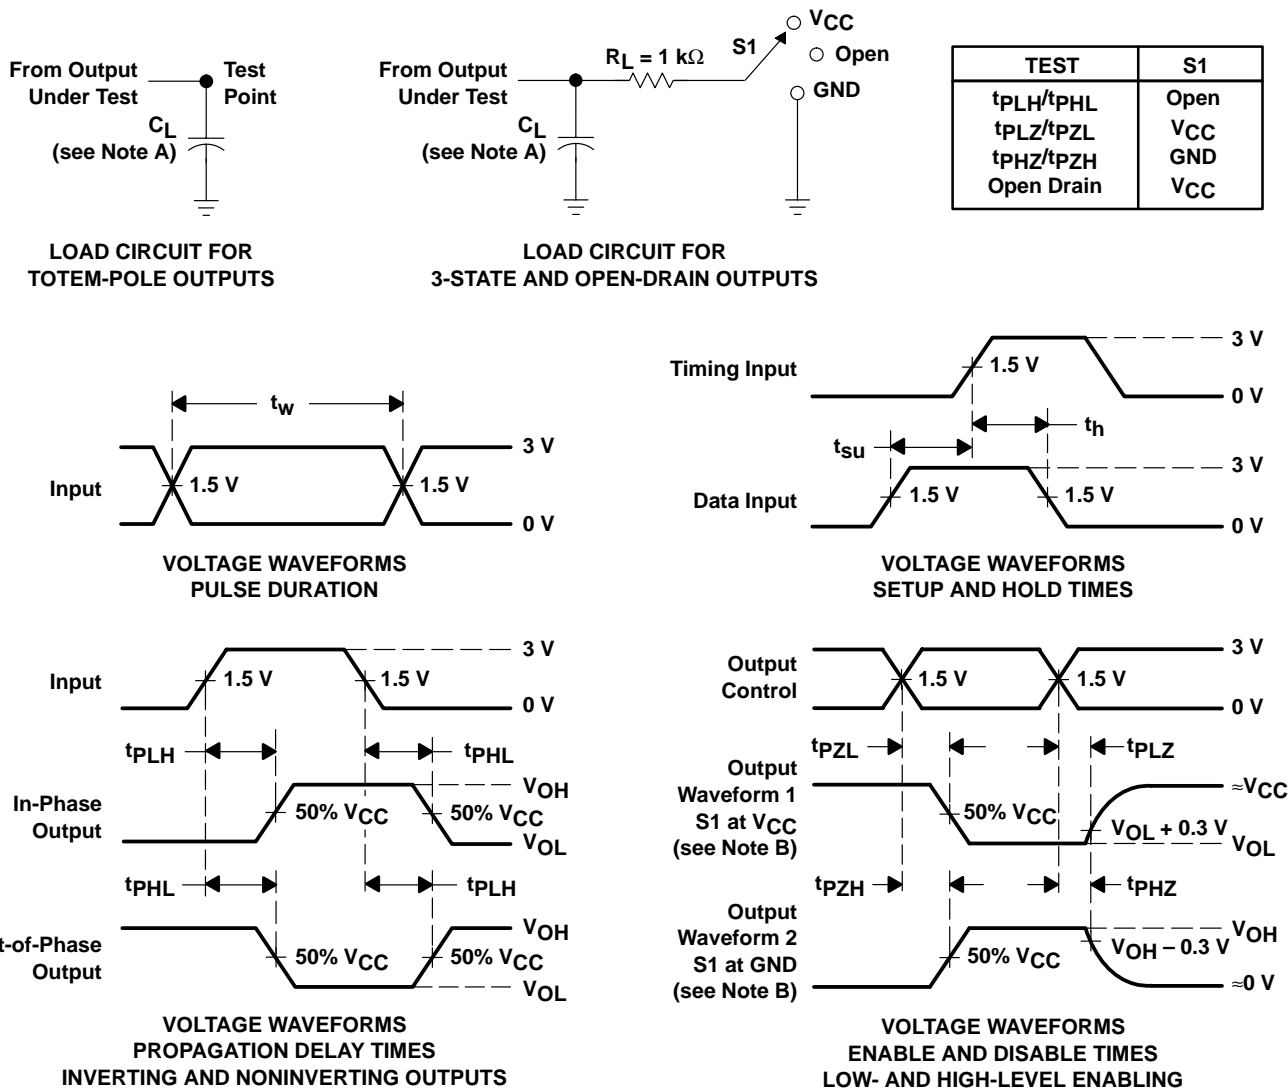 From Output
Under Test
Test
Point
CL
(see Note A)
LOAD CIRCUIT FOR
TOTEM-POLE OUTPUTS
From Output
Under Test
RL = 1 kΩ
S1
VCC
Open
GND
CL
(see Note A)
LOAD CIRCUIT FOR
3-STATE AND OPEN-DRAIN OUTPUTS
TEST S1
tPLH/tPHL Open
tPLZ/tPZL VCC
tPHZ/tPZH GND
Open Drain VCC
tw
Input
1.5 V
1.5 V
3 V
0 V
VOLTAGE WAVEFORMS
PULSE DURATION
Timing Input
1.5 V
3 V
0 V
tsu
th
Data Input
1.5 V
1.5 V
3 V
0 V
VOLTAGE WAVEFORMS
SETUP AND HOLD TIMES
Input
1.5 V
1.5 V
3 V
0 V
tPLH
tPHL
In-Phase
Output
50% VCC
50% VCC
VOH
VOL
tPHL
tPLH
t-of-Phase
Output
50% VCC
50% VCC
VOH
VOL
VOLTAGE WAVEFORMS
PROPAGATION DELAY TIMES
INVERTING AND NONINVERTING OUTPUTS
Output
Control
1.5 V
1.5 V
3 V
0 V
tPZL
tPLZ
Output
Waveform 1
S1 at VCC
(see Note B)
50% VCC
VOL + 0.3 V
≈VCC
VOL
tPZH
tPHZ
Output
Waveform 2
S1 at GND
(see Note B)
50% VCC
VOH – 0.3 V
VOH
≈0 V
VOLTAGE WAVEFORMS
ENABLE AND DISABLE TIMES
LOW- AND HIGH-LEVEL ENABLING